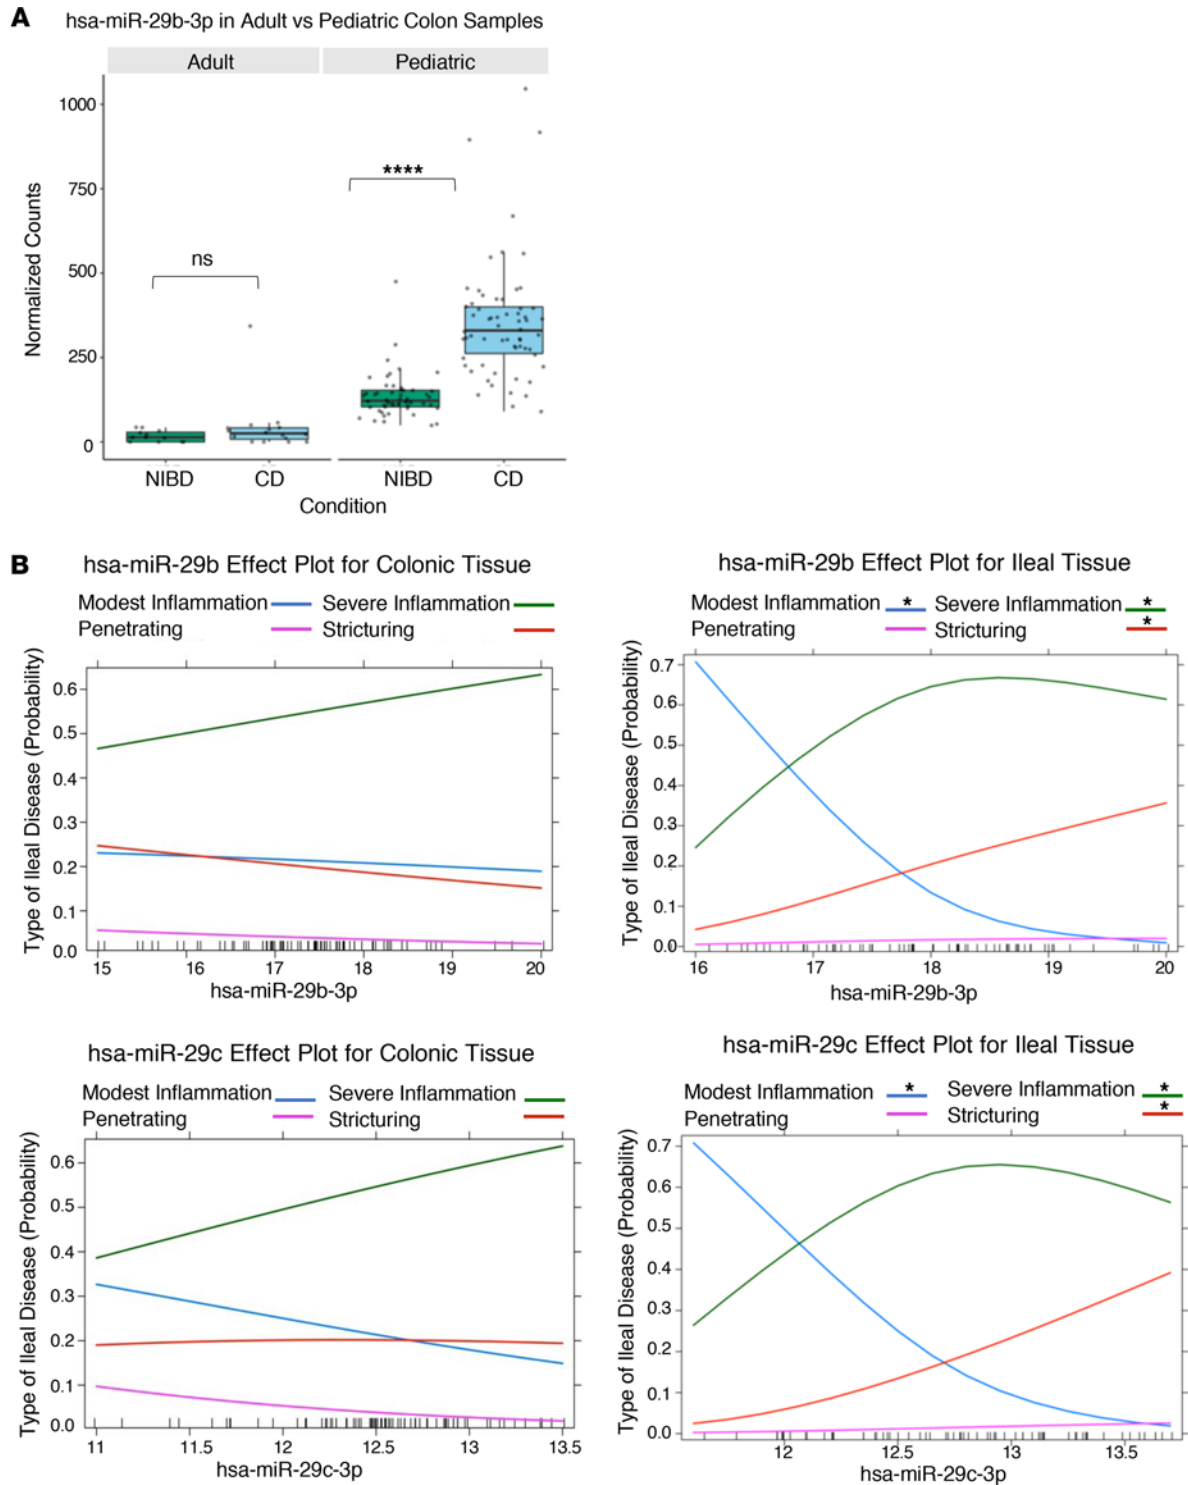 A
hsa-miR-29b-3p in Adult vs Pediatric Colon Samples
Adult Pediatric
Normalized Counts
1000
750
500
250
0
ns
****
NIBD CD NIBD CD
Condition
B
hsa-miR-29b Effect Plot for Colonic Tissue
Modest Inflammation Severe Inflammation
Penetrating Stricturing
Type of Ileal Disease (Probability)
0.6
0.5
0.4
0.3
0.2
0.1
0.0
15 16 17 18 19 20
hsa-miR-29b-3p
hsa-miR-29b Effect Plot for Ileal Tissue
Modest Inflammation * Severe Inflammation *
Penetrating Stricturing *
Type of Ileal Disease (Probability)
0.7
0.6
0.5
0.4
0.3
0.2
0.1
0.0
16 17 18 19 20
hsa-miR-29b-3p
hsa-miR-29c Effect Plot for Colonic Tissue
Modest Inflammation Severe Inflammation
Penetrating Stricturing
Type of Ileal Disease (Probability)
0.6
0.5
0.4
0.3
0.2
0.1
0.0
11 11.5 12 12.5 13 13.5
hsa-miR-29c-3p
hsa-miR-29c Effect Plot for Ileal Tissue
Modest Inflammation * Severe Inflammation *
Penetrating Stricturing *
Type of Ileal Disease (Probability)
0.7
0.6
0.5
0.4
0.3
0.2
0.1
0.0
12 12.5 13 13.5
hsa-miR-29c-3p